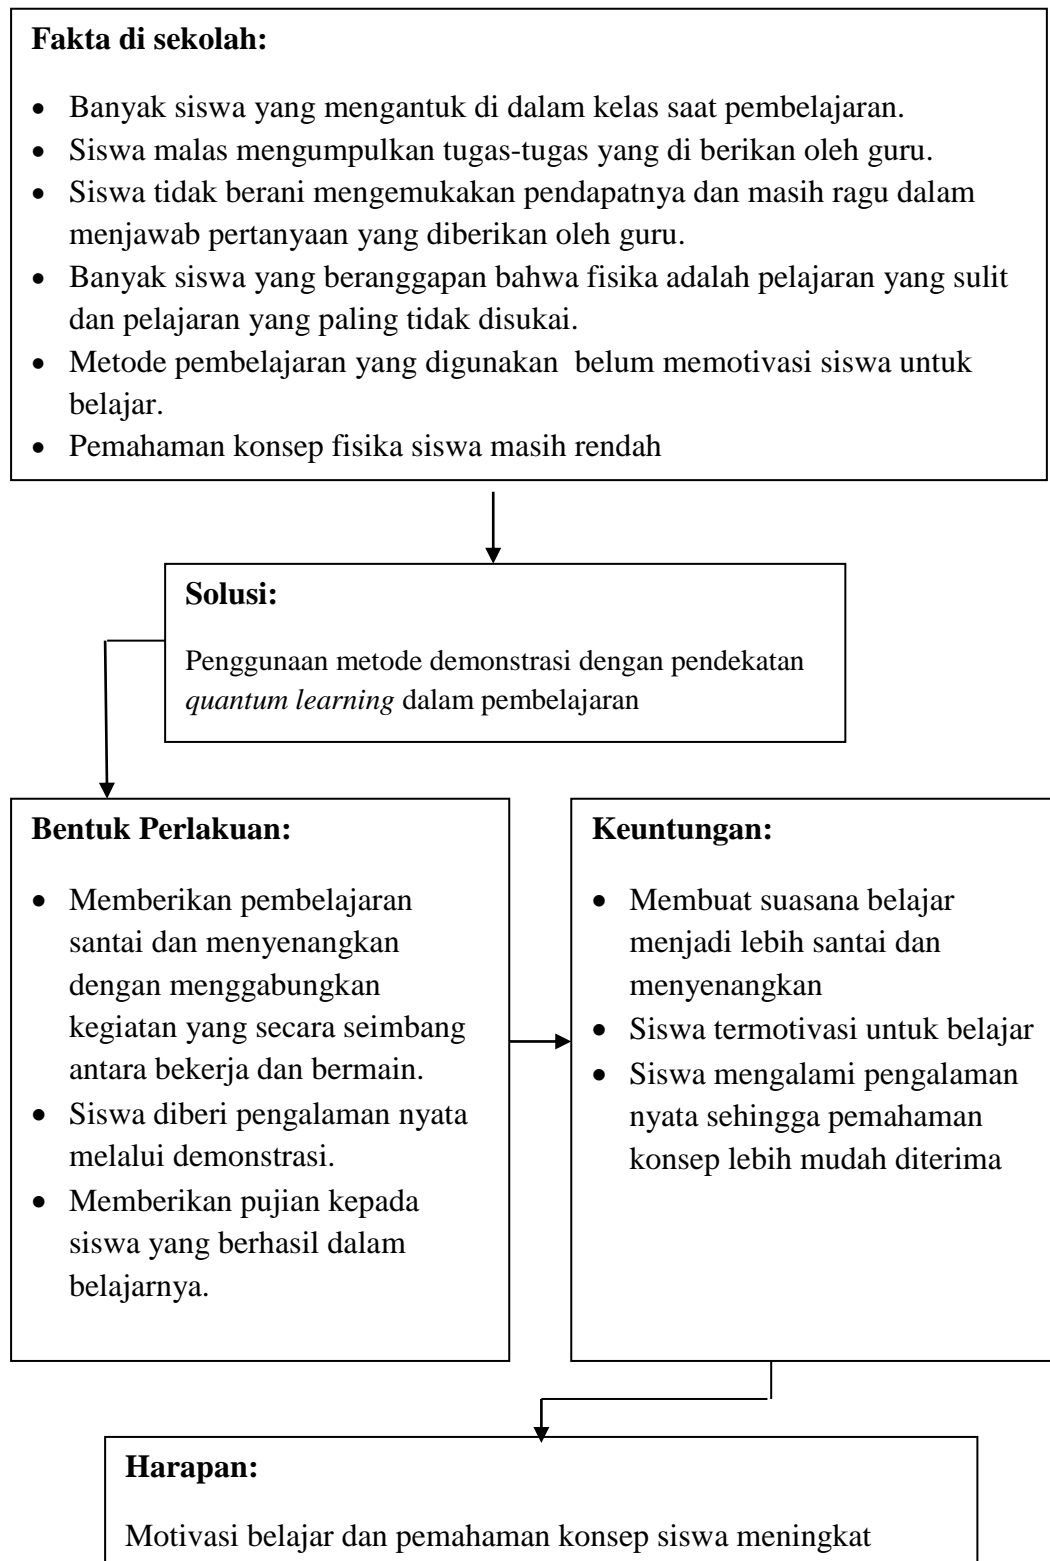 Fakta di sekolah:
• Banyak siswa yang mengantuk di dalam kelas saat pembelajaran.
• Siswa malas mengumpulkan tugas-tugas yang di berikan oleh guru.
• Siswa tidak berani mengemukakan pendapatnya dan masih ragu dalam
menjawab pertanyaan yang diberikan oleh guru.
• Banyak siswa yang beranggapan bahwa fisika adalah pelajaran yang sulit
dan pelajaran yang paling tidak disukai.
• Metode pembelajaran yang digunakan  belum memotivasi siswa untuk
belajar.
• Pemahaman konsep fisika siswa masih rendah
Solusi:
Penggunaan metode demonstrasi dengan pendekatan
quantum learning dalam pembelajaran
Bentuk Perlakuan:
• Memberikan pembelajaran
santai dan menyenangkan
dengan menggabungkan
kegiatan yang secara seimbang
antara bekerja dan bermain.
• Siswa diberi pengalaman nyata
melalui demonstrasi.
• Memberikan pujian kepada
siswa yang berhasil dalam
belajarnya.
Keuntungan:
• Membuat suasana belajar
menjadi lebih santai dan
menyenangkan
• Siswa termotivasi untuk belajar
• Siswa mengalami pengalaman
nyata sehingga pemahaman
konsep lebih mudah diterima
Harapan:
Motivasi belajar dan pemahaman konsep siswa meningkat